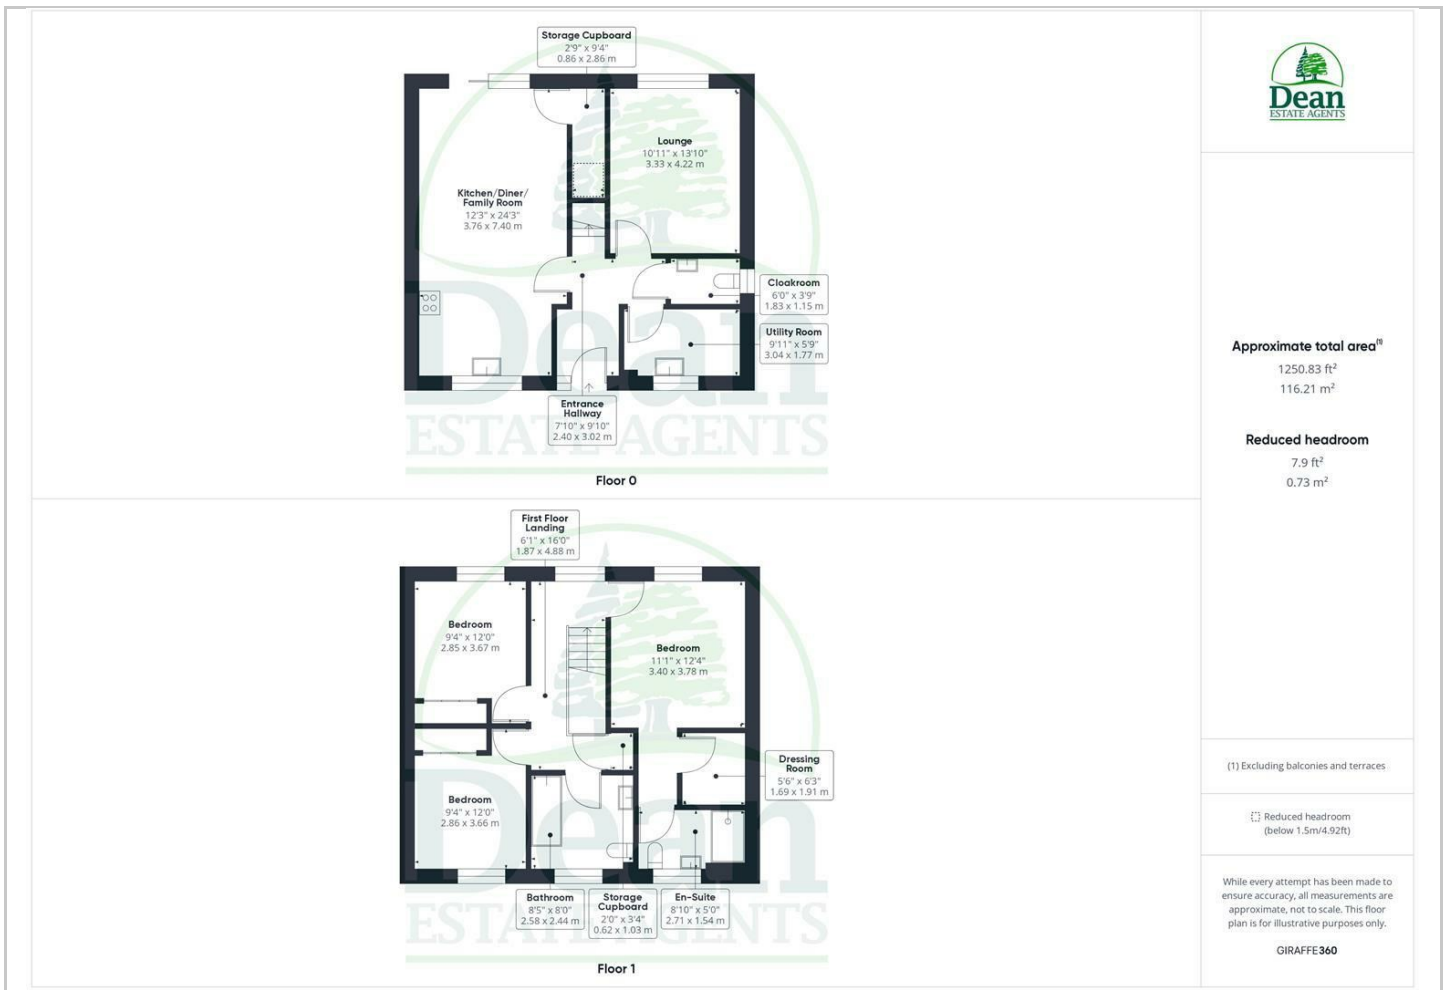 Storage Cupboard
2'9" x 9'4"
0.86 x 2.86 m
Lounge
10'11" x 13'10"
3.33 x 4.22 m
Kitchen/Diner/
Family Room
12'3" x 24'3"
3.76 x 7.40 m
Cloakroom
6'0" x 3'9"
1.83 x 1.15 m
Utility Room
9'11" x 5'9"
3.04 x 1.77 m
Entrance
Hallway
7'10" x 9'10"
2.40 x 3.02 m
Dean
ESTATE AGENTS
Floor 0
First Floor
Landing
6'1" x 16'0"
1.87 x 4.88 m
Bedroom
9'4" x 12'0"
2.85 x 3.67 m
Bedroom
11'1" x 12'4"
3.40 x 3.78 m
Dressing
Room
5'6" x 6'3"
1.69 x 1.91 m
Bedroom
9'4" x 12'0"
2.86 x 3.66 m
Bathroom
8'5" x 8'0"
2.58 x 2.44 m
Storage
Cupboard
2'0" x 3'4"
0.62 x 1.03 m
En-Suite
8'10" x 5'0"
2.71 x 1.54 m
Dean
ESTATE AGENTS
Floor 1
Dean
ESTATE AGENTS
Approximate total area(1)
1250.83 ft²
116.21 m²
Reduced headroom
7.9 ft²
0.73 m²
(1) Excluding balconies and terraces
Reduced headroom
(below 1.5m/4.92ft)
While every attempt has been made to
ensure accuracy, all measurements are
approximate, not to scale. This floor
plan is for illustrative purposes only.
GIRAFFE360